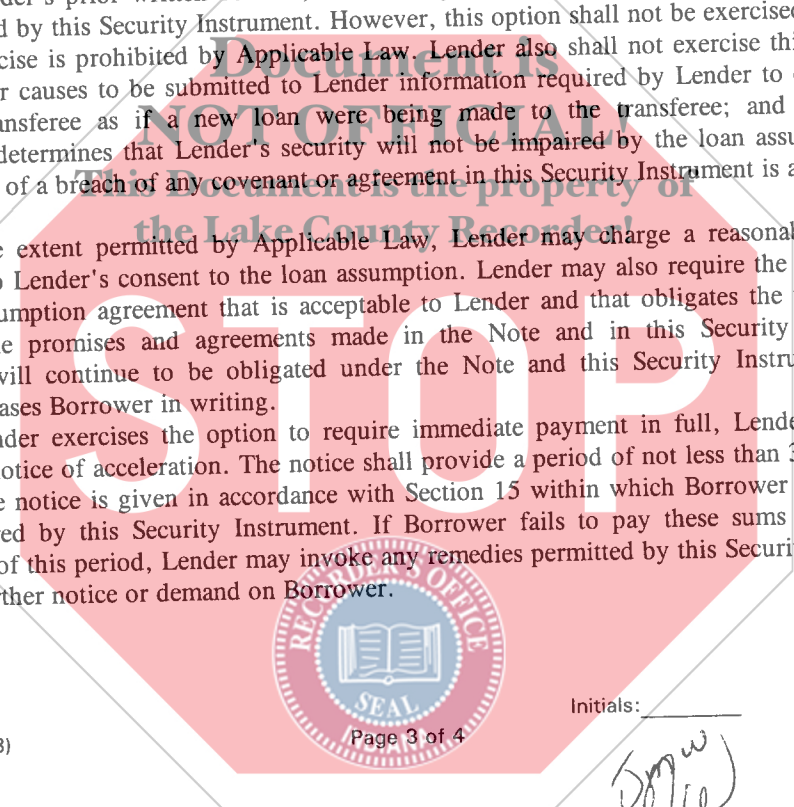 prior written
d by this Security Instrument. However, this option shall not be exercised
cise is prohibited by Applicable Law. Lender also shall not exercise thi
r causes to be submitted to Lender information required by Lender to
ansferee as if a new loan were being made to the transferee; and
determines that Lender's security will not be impaired by the loan assu
of a breach of any covenant or agreement in this Security Instrument is a
e extent permitted by Applicable Law, Lender may charge a reasonal
o Lender's consent to the loan assumption. Lender may also require the
umption agreement that is acceptable to Lender and that obligates the
e promises and agreements made in the Note and in this Security
will continue to be obligated under the Note and this Security Instru
ases Borrower in writing.
nder exercises the option to require immediate payment in full, Lende
otice of acceleration. The notice shall provide a period of not less than 3
e notice is given in accordance with Section 15 within which Borrower
red by this Security Instrument. If Borrower fails to pay these sums
of this period, Lender may invoke any remedies permitted by this Securi
rther notice or demand on Borrower.
Document is
NOT OFFICIAL!
This Document is the property of
the Lake County Recorder!
STOP
RECORDER'S OFFICE
SEAL
INDIANA
Initials:
Page 3 of 4
3)